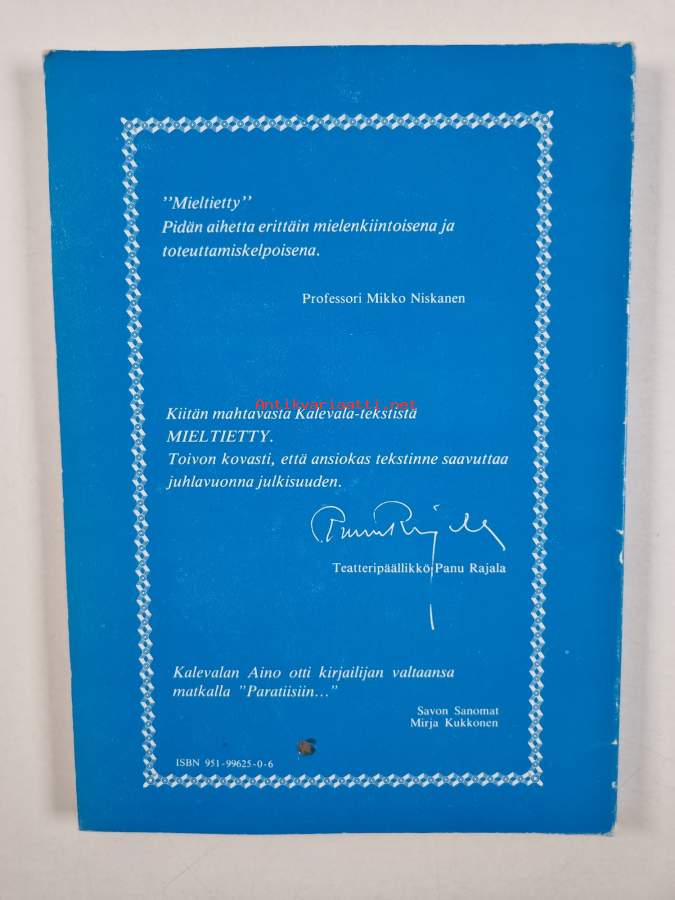 ”Mieltietty”
Pidän aihetta erittäin mielenkiintoisena ja
toteuttamiskelpoisena.
Professori Mikko Niskanen
Antikvariaatti.net
Kiitän mahtavasta Kalevala-tekstistä
MIELTIETTY.
Toivon kovasti, että ansiokas tekstinne saavuttaa
juhlavuonna julkisuuden.
Panu Rajala
Teatteripäällikkö Panu Rajala
Kalevalan Aino otti kirjailijan valtaansa
matkalla ”Paratiisiin...”
Savon Sanomat
Mirja Kukkonen
ISBN 951-99625-0-6